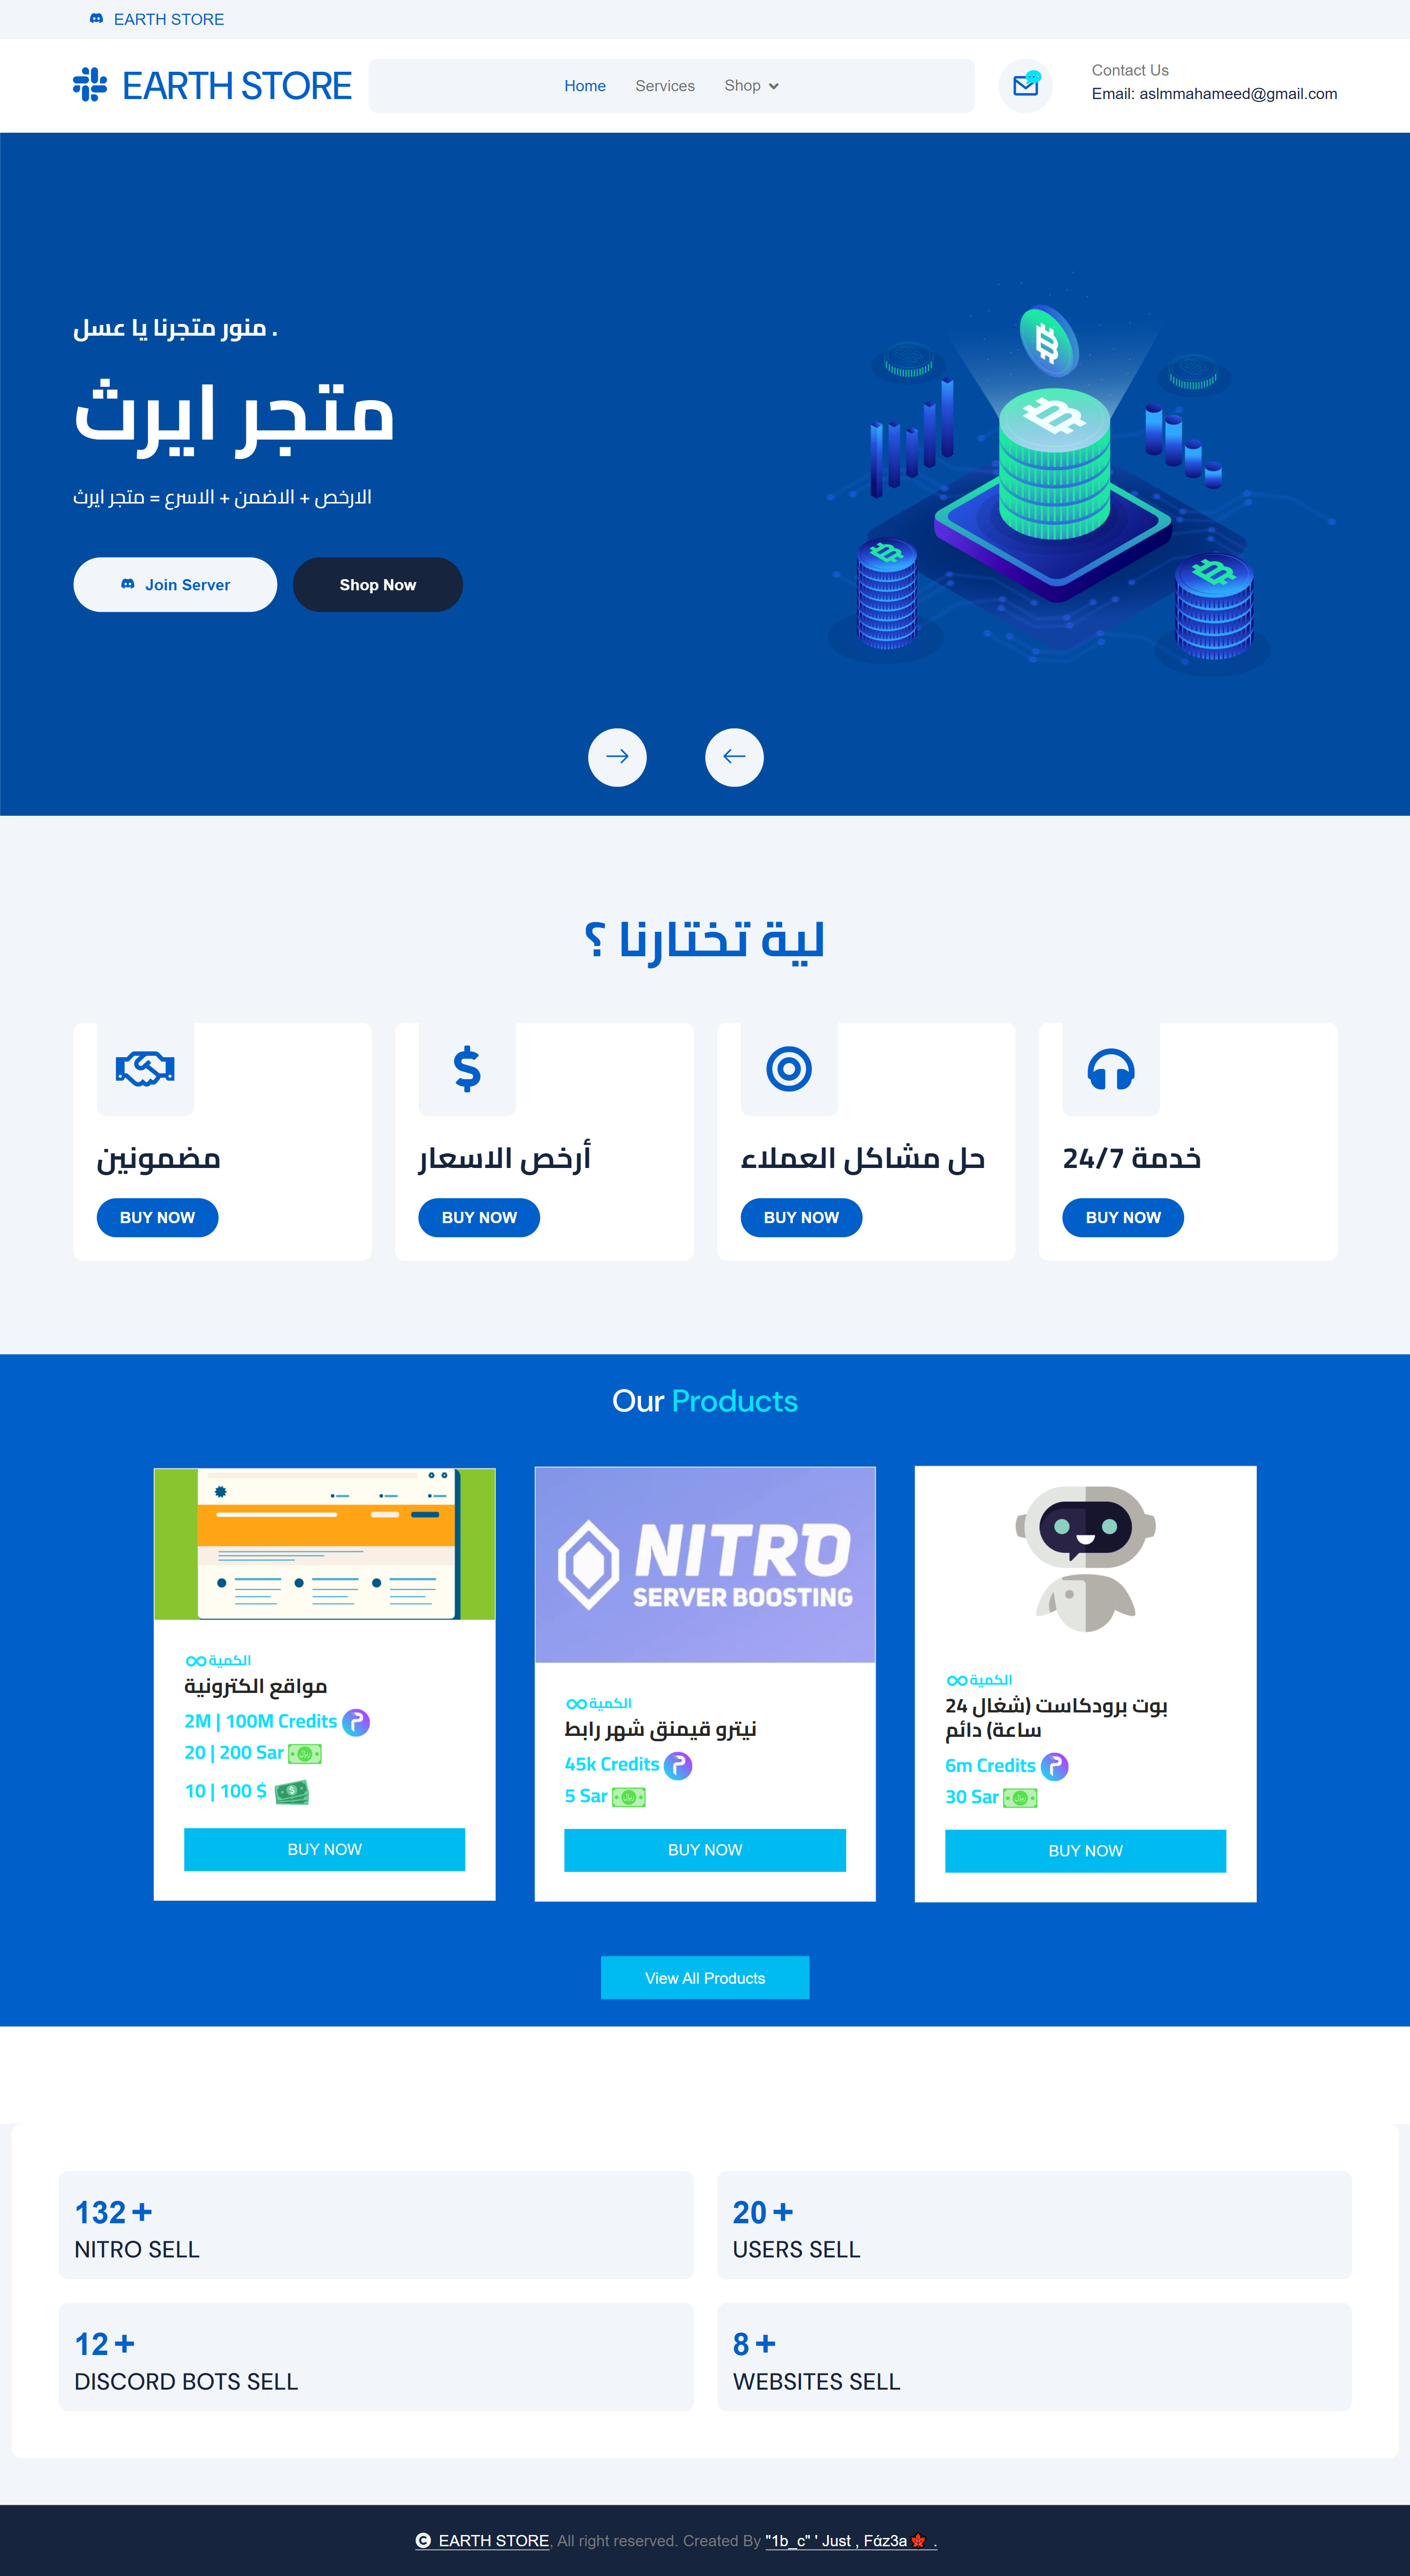 EARTH STORE
EARTH STORE
Home
Services
Shop
Contact Us
Email: aslmmahameed@gmail.com
منور متجرنا يا عسل .
متجر ايرث
الارخص + الاضمن + الاسرع = متجر ايرث
Join Server
Shop Now
لية تختارنا ؟
مضمونين
BUY NOW
أرخص الاسعار
BUY NOW
حل مشاكل العملاء
BUY NOW
خدمة 24/7
BUY NOW
Our Products
الكمية∞
مواقع الكترونية
2M | 100M Credits
20 | 200 Sar
10 | 100 $
BUY NOW
NITRO
SERVER BOOSTING
الكمية∞
نيترو قيمنق شهر رابط
45k Credits
5 Sar
BUY NOW
الكمية∞
بوت برودكاست (شغال 24
ساعة) دائم
6m Credits
30 Sar
BUY NOW
View All Products
132 +
NITRO SELL
20 +
USERS SELL
12 +
DISCORD BOTS SELL
8 +
WEBSITES SELL
© EARTH STORE, All right reserved. Created By "1b_c" ' Just , Fάz3a🍁 .